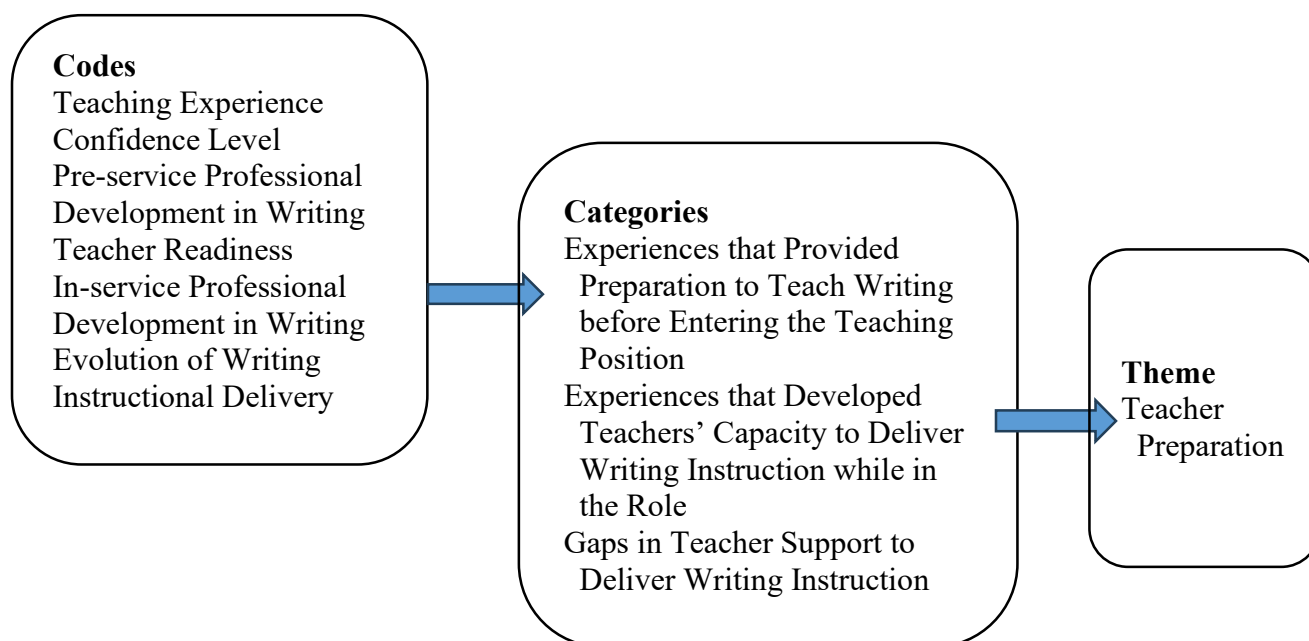 Codes
Teaching Experience
Confidence Level
Pre-service Professional
Development in Writing
Teacher Readiness
In-service Professional
Development in Writing
Evolution of Writing
Instructional Delivery
Categories
Experiences that Provided
Preparation to Teach Writing
before Entering the Teaching
Position
Experiences that Developed
Teachers’ Capacity to Deliver
Writing Instruction while in
the Role
Gaps in Teacher Support to
Deliver Writing Instruction
Theme
Teacher
Preparation